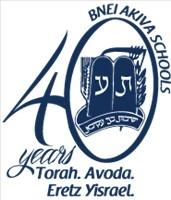 BNEI AKIVA SCHOOLS
40
ת ע
years
Torah. Avoda.
Eretz Yisrael.